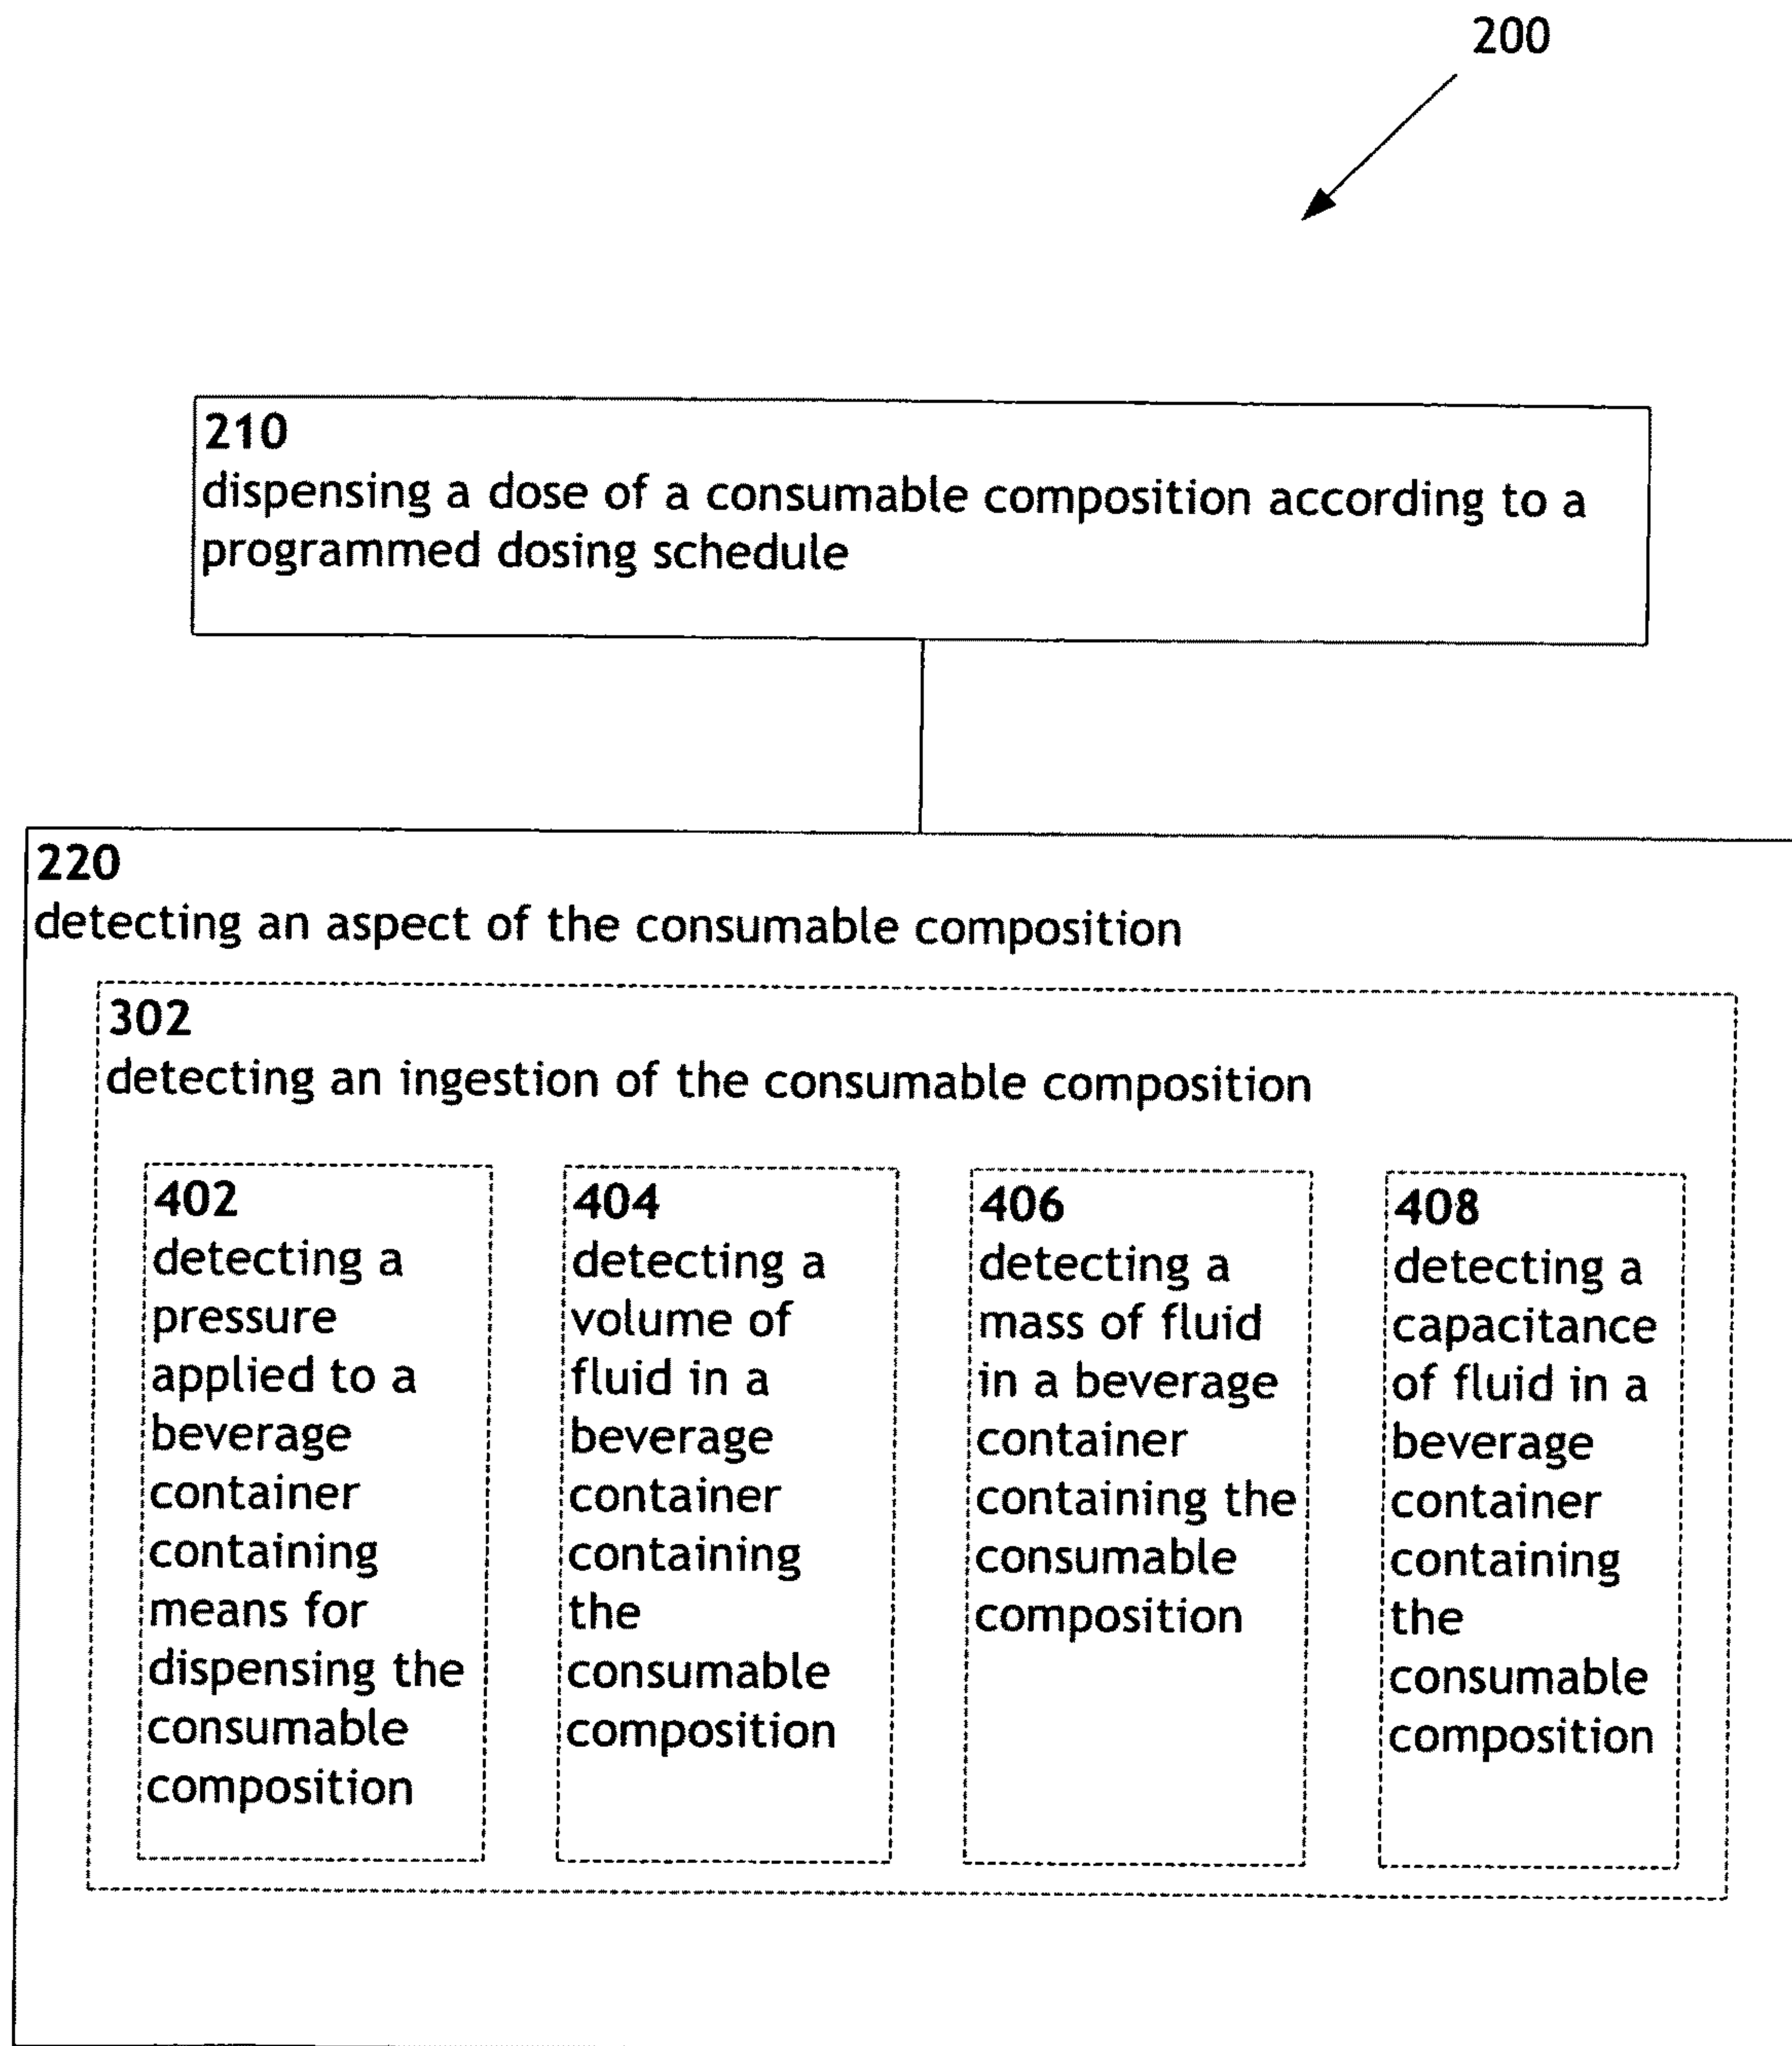 200
210
dispensing a dose of a consumable composition according to a
programmed dosing schedule
220
detecting an aspect of the consumable composition
302
detecting an ingestion of the consumable composition
402
detecting a
pressure
applied to a
beverage
container
containing
means for
dispensing the
consumable
composition
404
detecting a
volume of
fluid in a
beverage
container
containing
the
consumable
composition
406
detecting a
mass of fluid
in a beverage
container
containing the
consumable
composition
408
detecting a
capacitance
of fluid in a
beverage
container
containing
the
consumable
composition